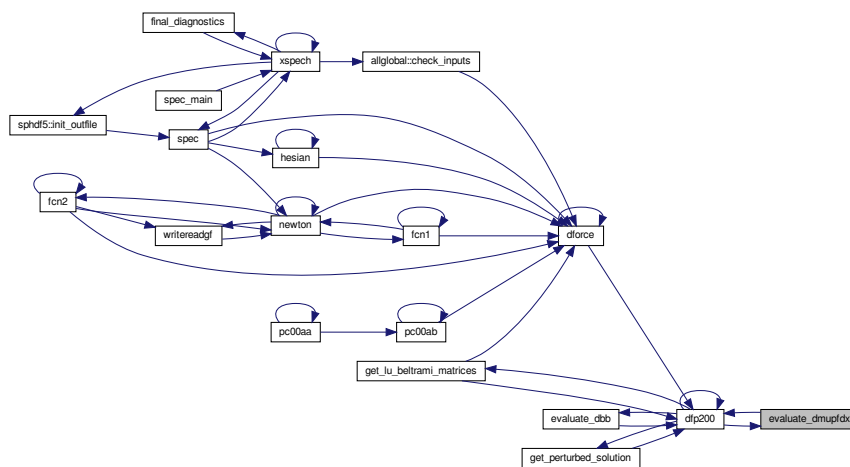 final_diagnostics
xspech
allglobal::check_inputs
spec_main
sphdf5::init_outfile
spec
hesian
fcn2
newton
writereadgf
fcn1
dforce
pc00aa
pc00ab
get_lu_beltrami_matrices
evaluate_dbb
dfp200
evaluate_dmupfdx
get_perturbed_solution